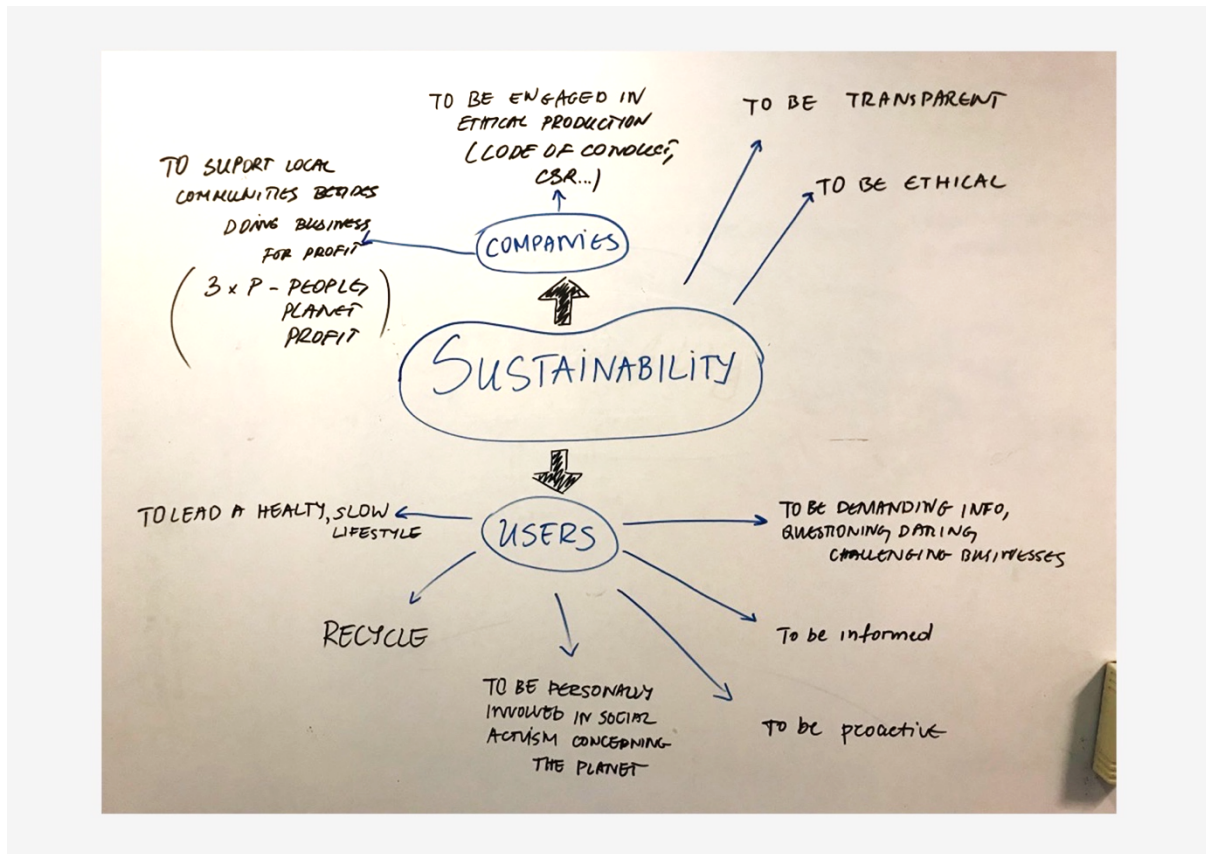 TO BE ENGAGED IN
ETHICAL PRODUCTION
(CODE OF CONDUCT,
CSR...)
TO BE TRANSPARENT
TO BE ETHICAL
TO SUPORT LOCAL
COMMUNITIES BESIDES
DOING BUSINESS
FOR PROFIT
(3 x P - PEOPLE,
PLANET
PROFIT)
COMPANIES
SUSTAINABILITY
USERS
TO LEAD A HEALTY, SLOW
LIFESTYLE
RECYCLE
TO BE PERSONALLY
INVOLVED IN SOCIAL
ACTVISM CONCERNING
THE PLANET
TO BE DEMANDING INFO,
QUESTIONING DARING,
CHALLENGING BUSINESSES
To be informed
To be proactive